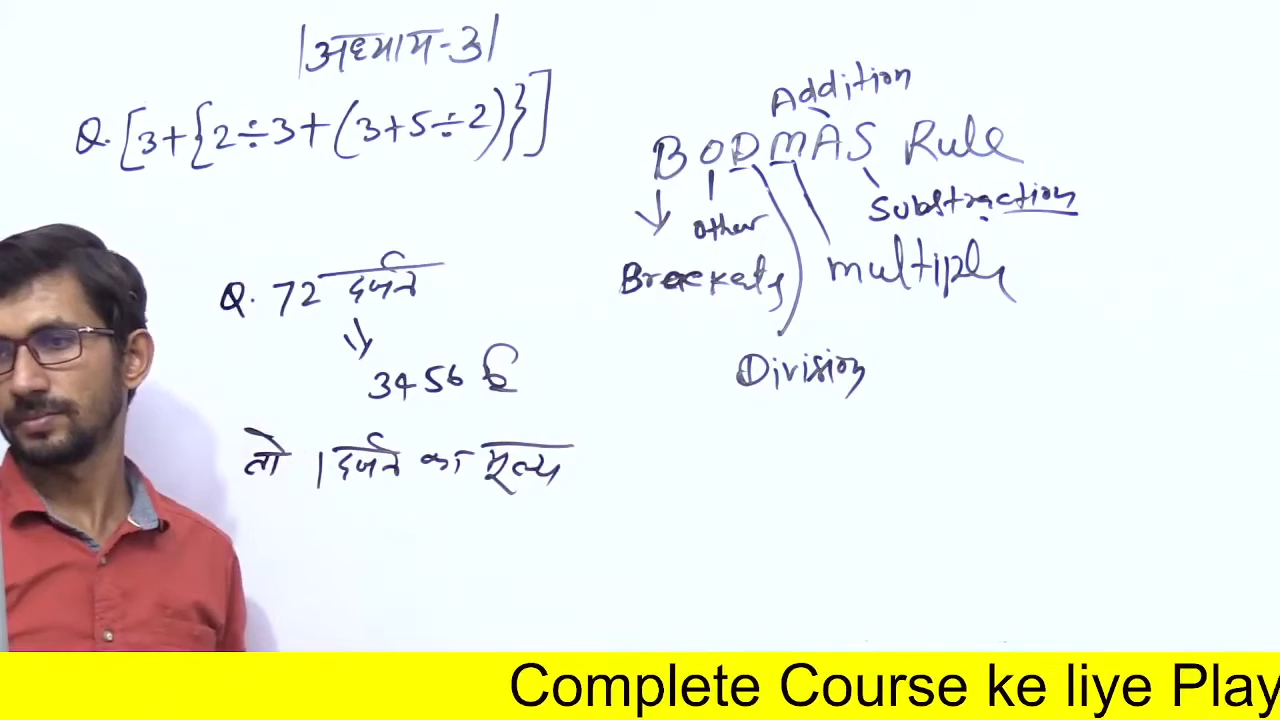 अध्याय-3
Q. [3+{2÷3+(3+5÷2)}]
Addition
BODMAS Rule
Substraction
Other
Brackets
multiply
Division
Q. 72 दर्जन
3456 है
तो 1 दर्जन का मूल्य
Complete Course ke liye Play